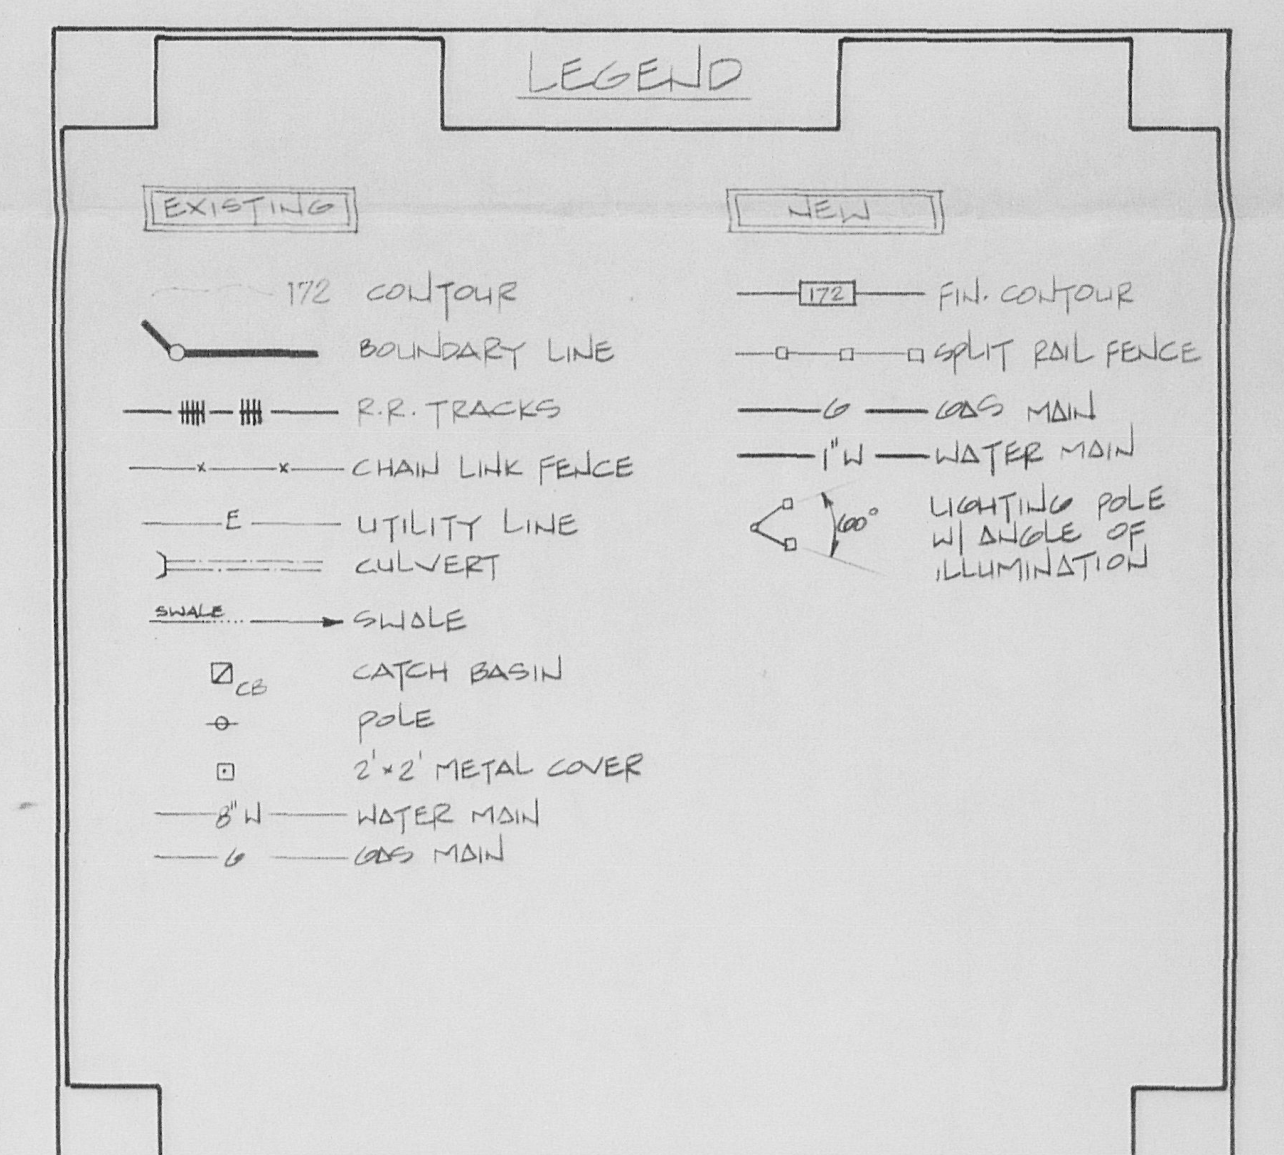 LEGEND
EXISTING
172 CONTOUR
BOUNDARY LINE
R.R. TRACKS
x x CHAIN LINK FENCE
E UTILITY LINE
CULVERT
SWALE SWALE
CB CATCH BASIN
POLE
2'x2' METAL COVER
8"W WATER MAIN
G GAS MAIN
NEW
172 FIN. CONTOUR
SPLIT RAIL FENCE
G GAS MAIN
1"W WATER MAIN
60° LIGHTING POLE
W/ ANGLE OF
ILLUMINATION